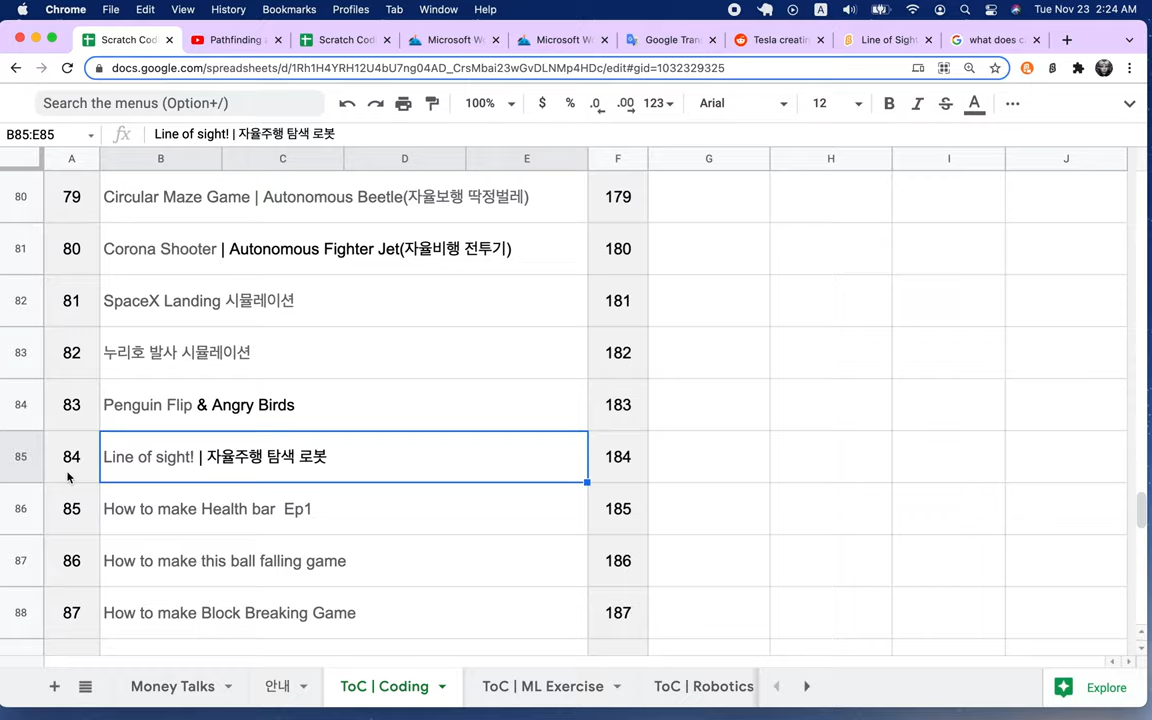 Chrome File Edit View History Bookmarks Profiles Tab Window Help A Tue Nov 23 2:24 AM
Scratch Cod Pathfinding a Scratch Codi Microsoft Wo Microsoft Wo Google Tran Tesla creatin Line of Sight what does c
docs.google.com/spreadsheets/d/1Rh1H4YRH12U4bU7ng04AD_CrsMbai23wGvDLNMp4HDc/edit#gid=1032329325
Search the menus (Option+/) 100% $ % .0 .00 123 Arial 12 B I A
B85:E85 fx Line of sight! | 자율주행 탐색 로봇
A B C D E F G H I J
80 79 Circular Maze Game | Autonomous Beetle(자율보행 딱정벌레) 179
81 80 Corona Shooter | Autonomous Fighter Jet(자율비행 전투기) 180
82 81 SpaceX Landing 시뮬레이션 181
83 82 누리호 발사 시뮬레이션 182
84 83 Penguin Flip & Angry Birds 183
85 84 Line of sight! | 자율주행 탐색 로봇 184
86 85 How to make Health bar Ep1 185
87 86 How to make this ball falling game 186
88 87 How to make Block Breaking Game 187
Money Talks 안내 ToC | Coding ToC | ML Exercise ToC | Robotics Explore